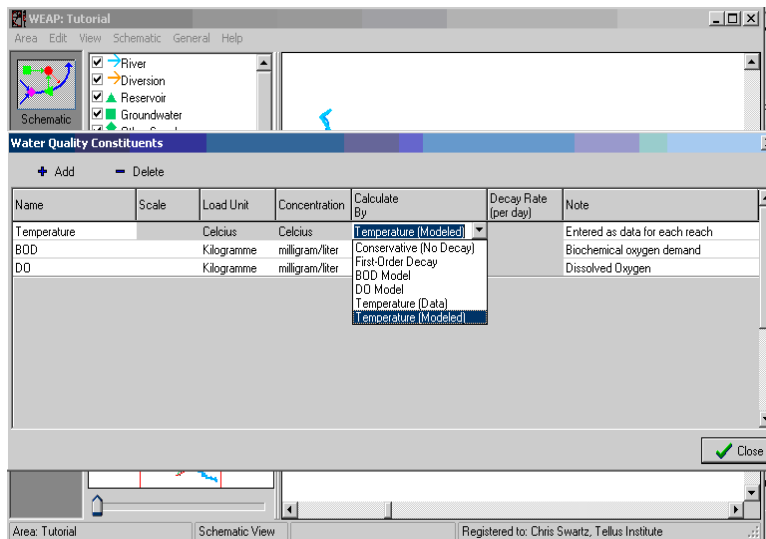 WEAP: Tutorial
Area Edit View Schematic General Help
River
Diversion
Reservoir
Groundwater
Schematic
Water Quality Constituents
Add Delete
Name Scale Load Unit Concentration Calculate By Decay Rate (per day) Note
Temperature Celcius Celcius Temperature (Modeled) Entered as data for each reach
BOD Kilogramme milligram/liter Biochemical oxygen demand
DO Kilogramme milligram/liter Dissolved Oxygen
Conservative (No Decay)
First-Order Decay
BOD Model
DO Model
Temperature (Data)
Temperature (Modeled)
Close
Area: Tutorial Schematic View Registered to: Chris Swartz, Tellus Institute